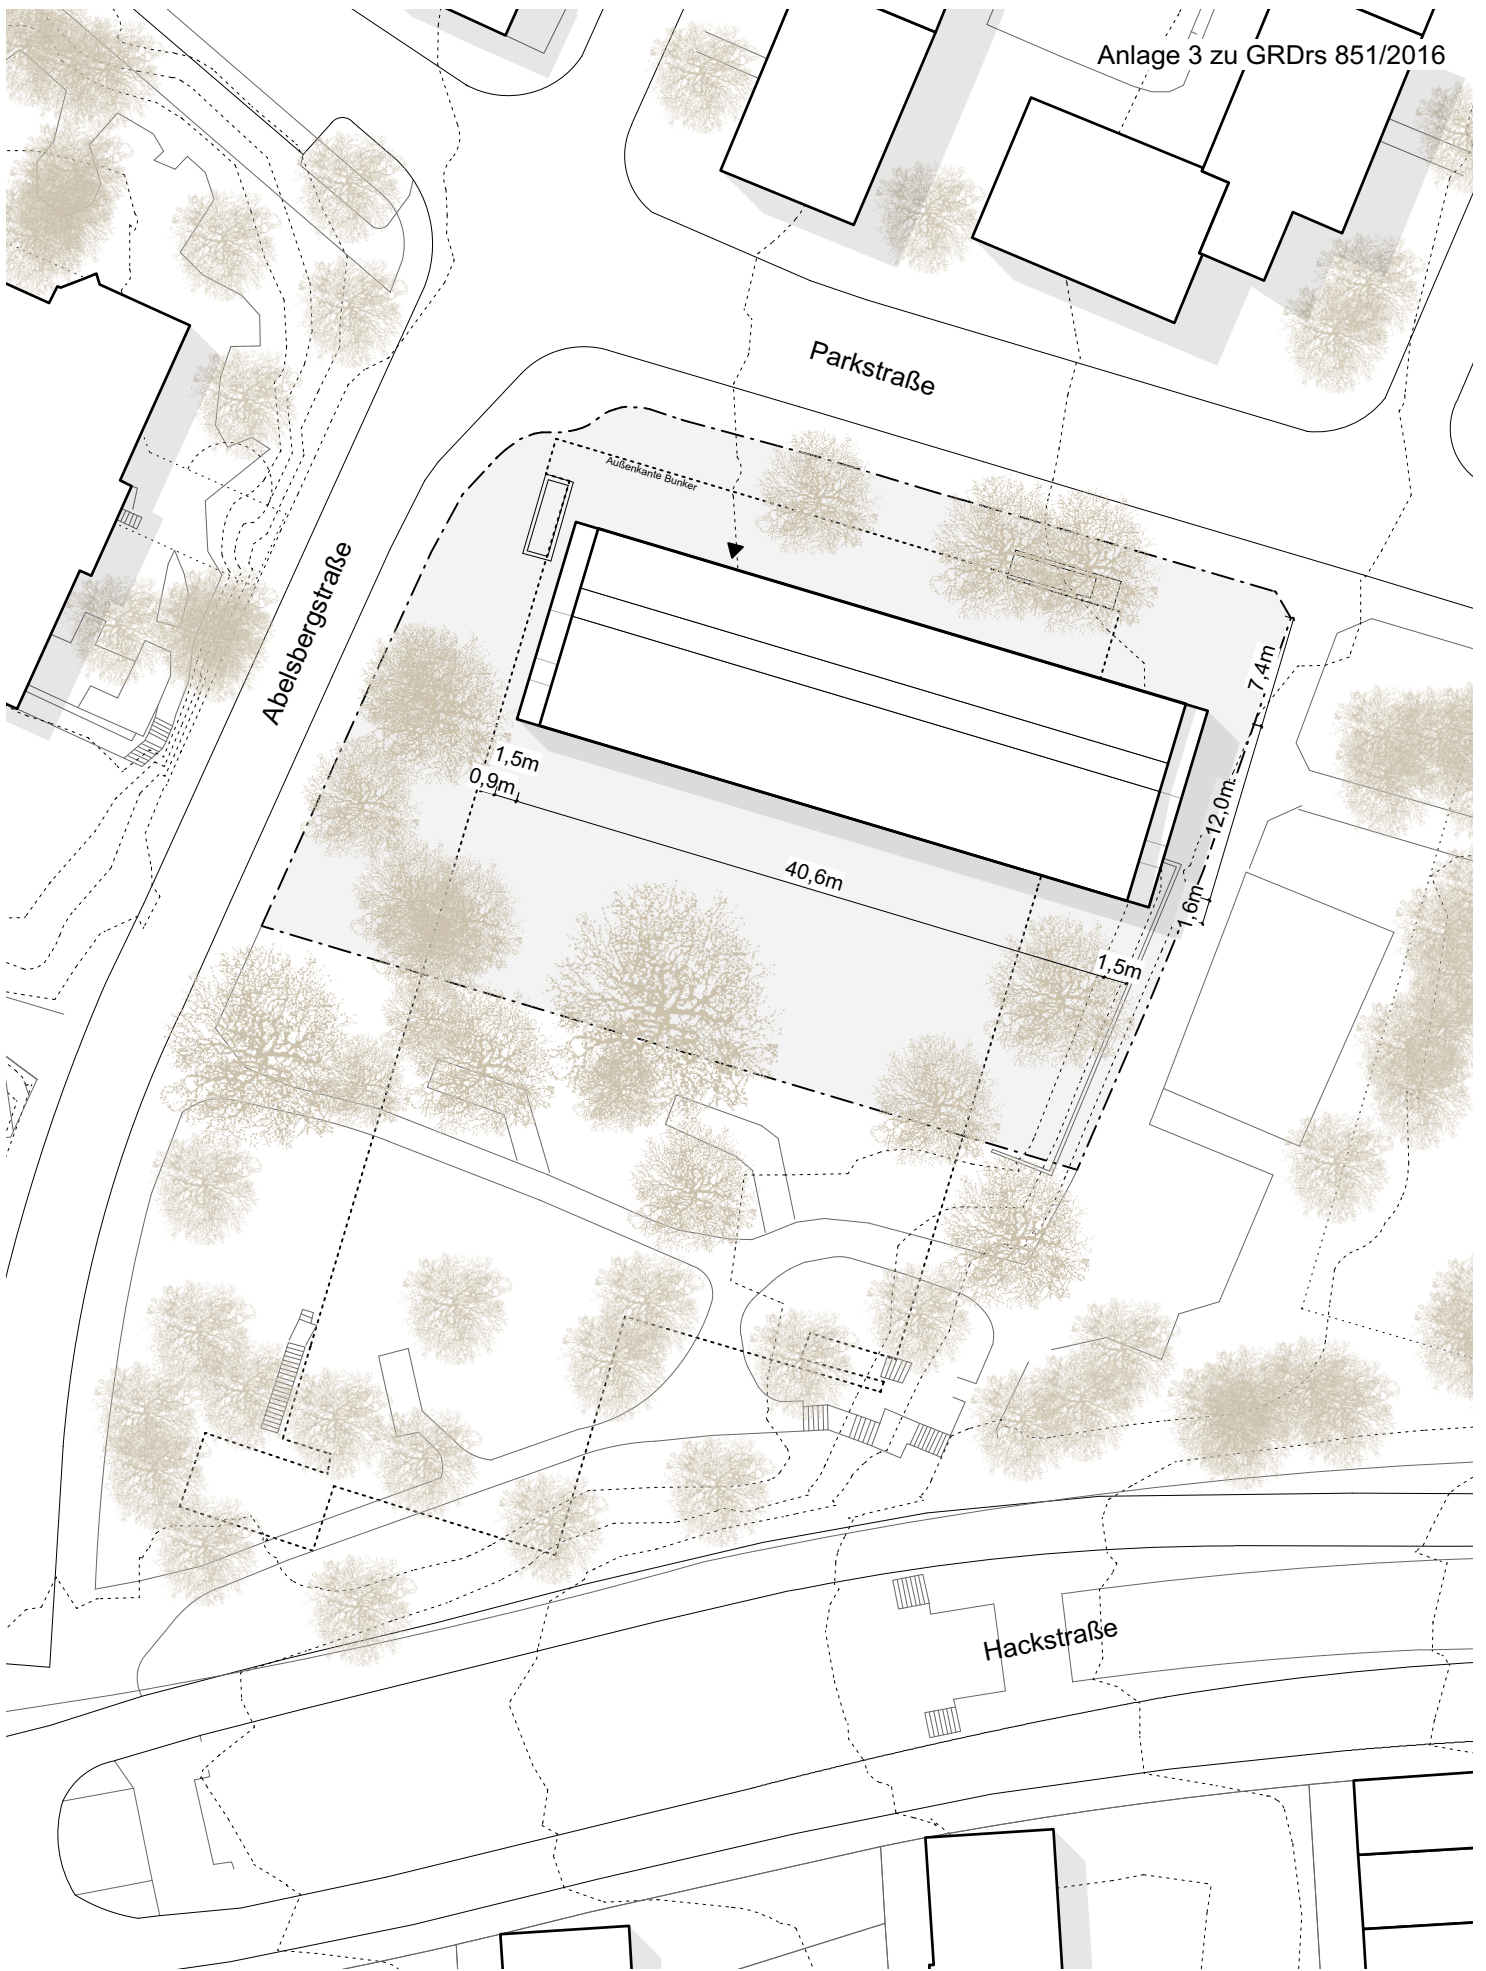 Anlage 3 zu GRDrs 851/2016
Parkstraße
Außenkante Bunker
Abelsbergstraße
7,4m
1,5m
0,9m
12,0m
40,6m
1,6m
1,5m
Hackstraße